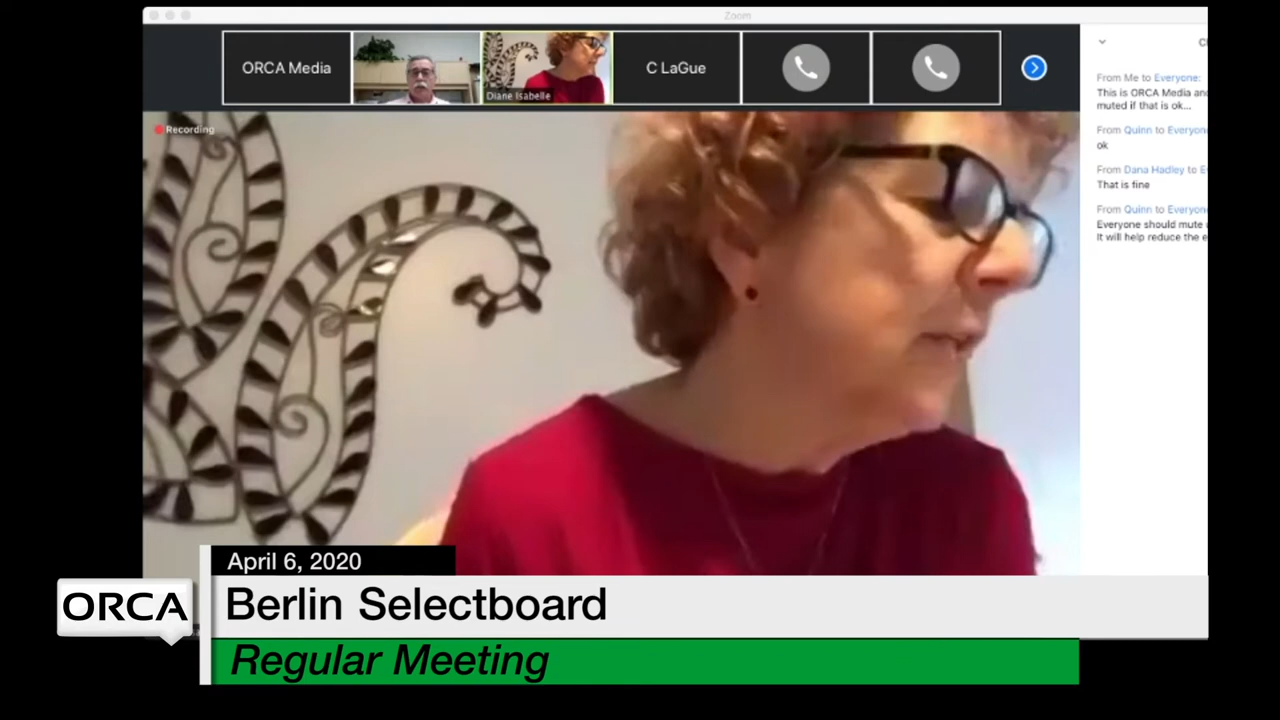 Zoom
ORCA Media
Diane Isabelle
C LaGue
Recording
From Me to Everyone:
This is ORCA Media and
muted if that is ok...
From Quinn to Everyone
ok
From Dana Hadley to E
That is fine
From Quinn to Everyone
Everyone should mute
It will help reduce the e
April 6, 2020
ORCA
Berlin Selectboard
Regular Meeting